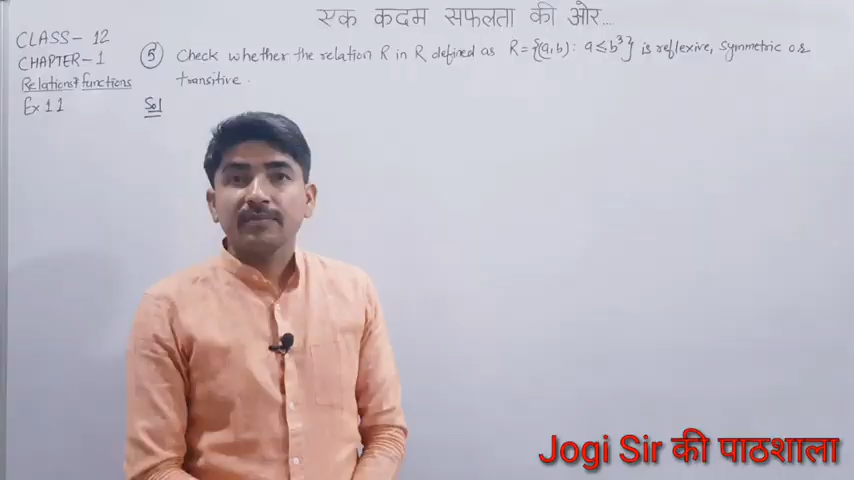 एक कदम सफलता की ओर...
CLASS- 12
CHAPTER-1
Relations & functions
Ex 1.1
⑤ Check whether the relation R in R defined as R={(a,b): a≤b³} is reflexive, symmetric or
transitive.
Sol
Jogi Sir की पाठशाला